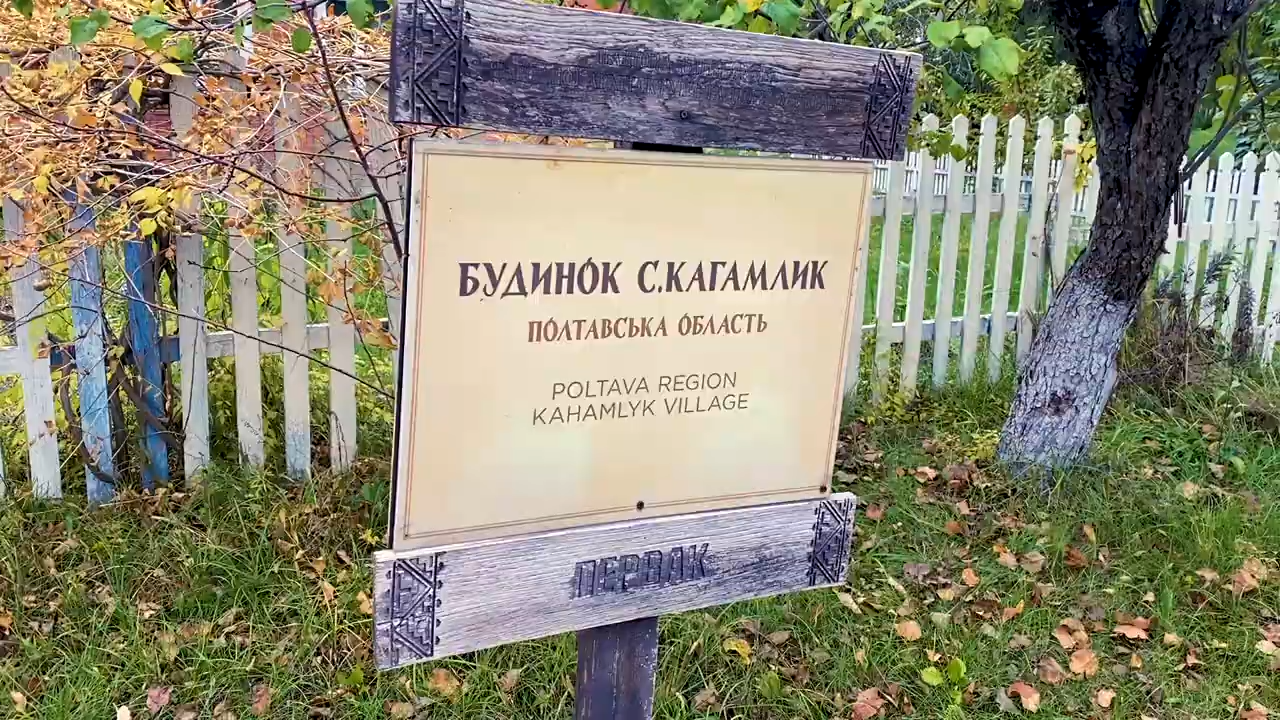 БУДИНОК С.КАГАМЛИК
ПОЛТАВСЬКА ОБЛАСТЬ
POLTAVA REGION
KAHAMLYK VILLAGE
ПЕРВАК